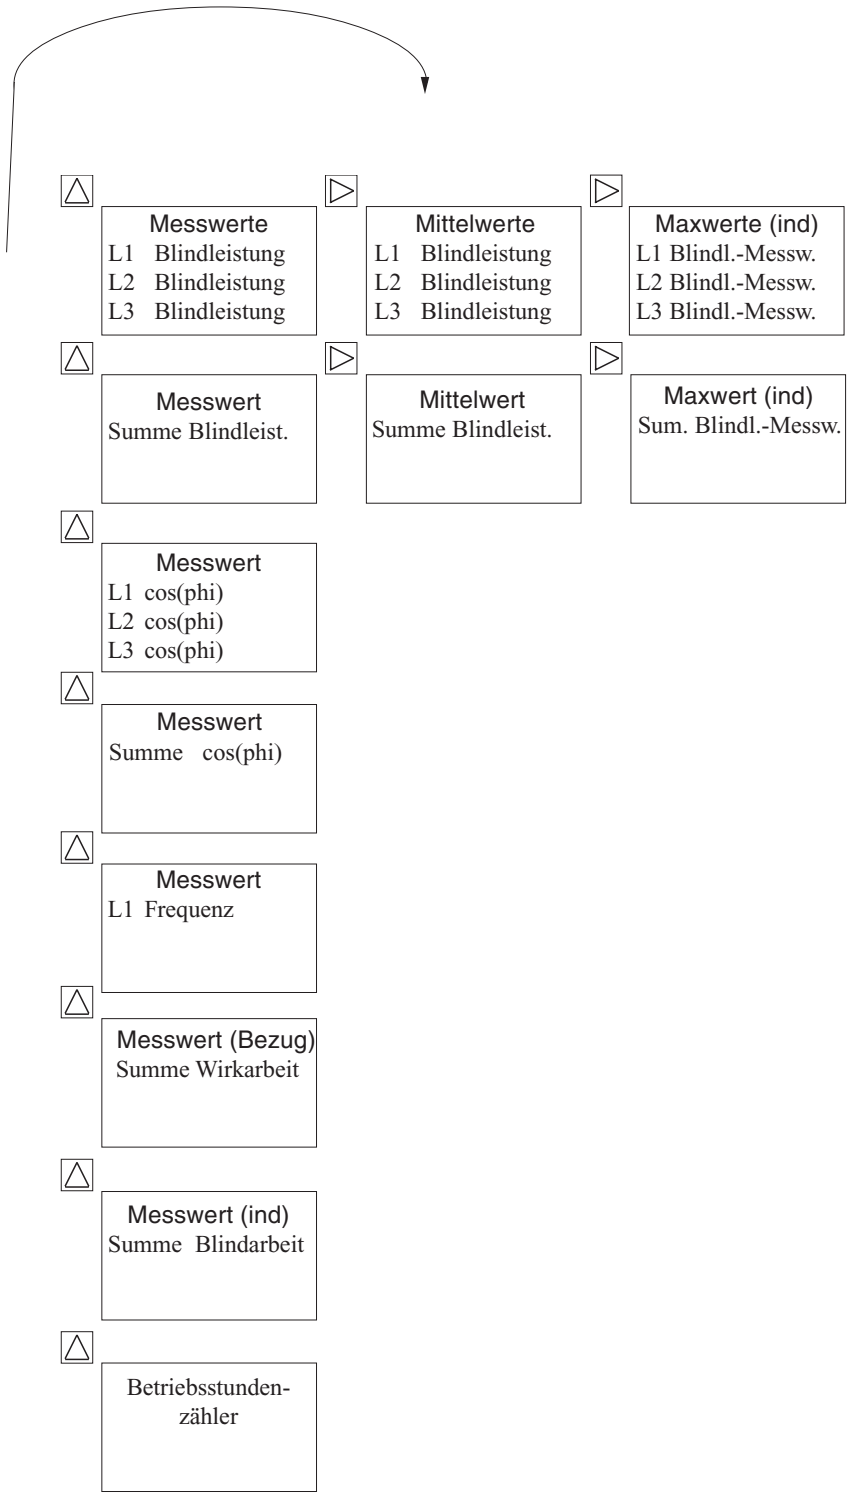 Messwerte
L1 Blindleistung
L2 Blindleistung
L3 Blindleistung
Mittelwerte
L1 Blindleistung
L2 Blindleistung
L3 Blindleistung
Maxwerte (ind)
L1 Blindl.-Messw.
L2 Blindl.-Messw.
L3 Blindl.-Messw.
Messwert
Summe Blindleist.
Mittelwert
Summe Blindleist.
Maxwert (ind)
Sum. Blindl.-Messw.
Messwert
L1 cos(phi)
L2 cos(phi)
L3 cos(phi)
Messwert
Summe cos(phi)
Messwert
L1 Frequenz
Messwert (Bezug)
Summe Wirkarbeit
Messwert (ind)
Summe Blindarbeit
Betriebsstunden-
zähler